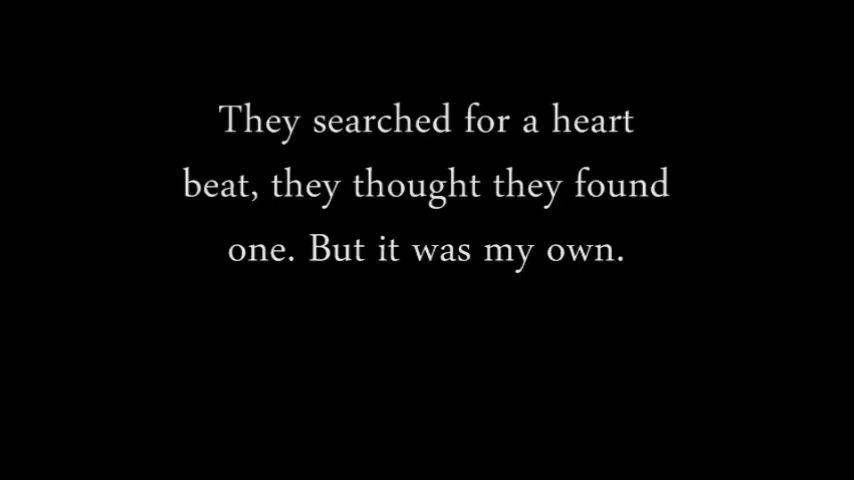 They searched for a heart
beat, they thought they found
one. But it was my own.